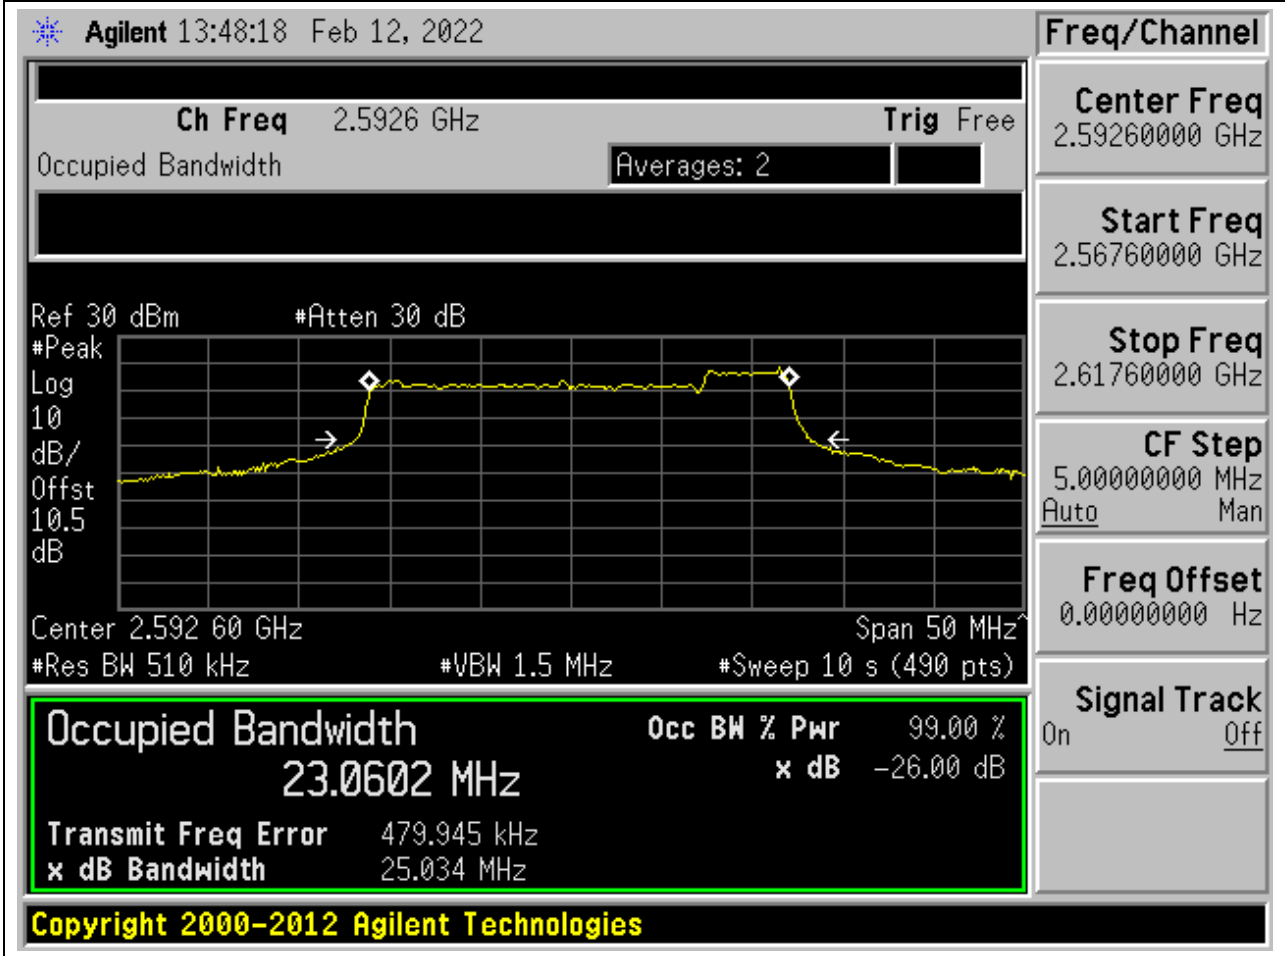 Agilent 13:48:18 Feb 12, 2022
Freq/Channel
Ch Freq 2.5926 GHz
Trig Free
Occupied Bandwidth
Averages: 2
Center Freq
2.59260000 GHz
Start Freq
2.56760000 GHz
Stop Freq
2.61760000 GHz
CF Step
5.00000000 MHz
Auto Man
Freq Offset
0.00000000 Hz
Signal Track
On Off
Ref 30 dBm #Atten 30 dB
#Peak
Log
10
dB/
Offst
10.5
dB
Center 2.592 60 GHz Span 50 MHz^
#Res BW 510 kHz #VBW 1.5 MHz #Sweep 10 s (490 pts)
Occupied Bandwidth
23.0602 MHz
Occ BW % Pwr 99.00 %
x dB -26.00 dB
Transmit Freq Error 479.945 kHz
x dB Bandwidth 25.034 MHz
Copyright 2000-2012 Agilent Technologies